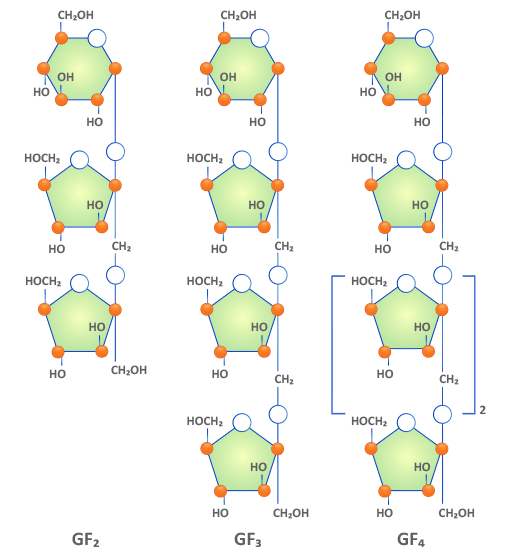 CH₂OH CH₂OH CH₂OH
OH OH OH
HO HO HO
HO HO HO
HOCH₂ HOCH₂ HOCH₂
HO HO HO
HO CH₂ HO CH₂ HO CH₂
HOCH₂ HOCH₂ HOCH₂
HO HO HO
HO CH₂OH HO HO
CH₂ CH₂
2
HOCH₂ HOCH₂
HO HO
HO CH₂OH HO CH₂OH
GF₂ GF₃ GF₄